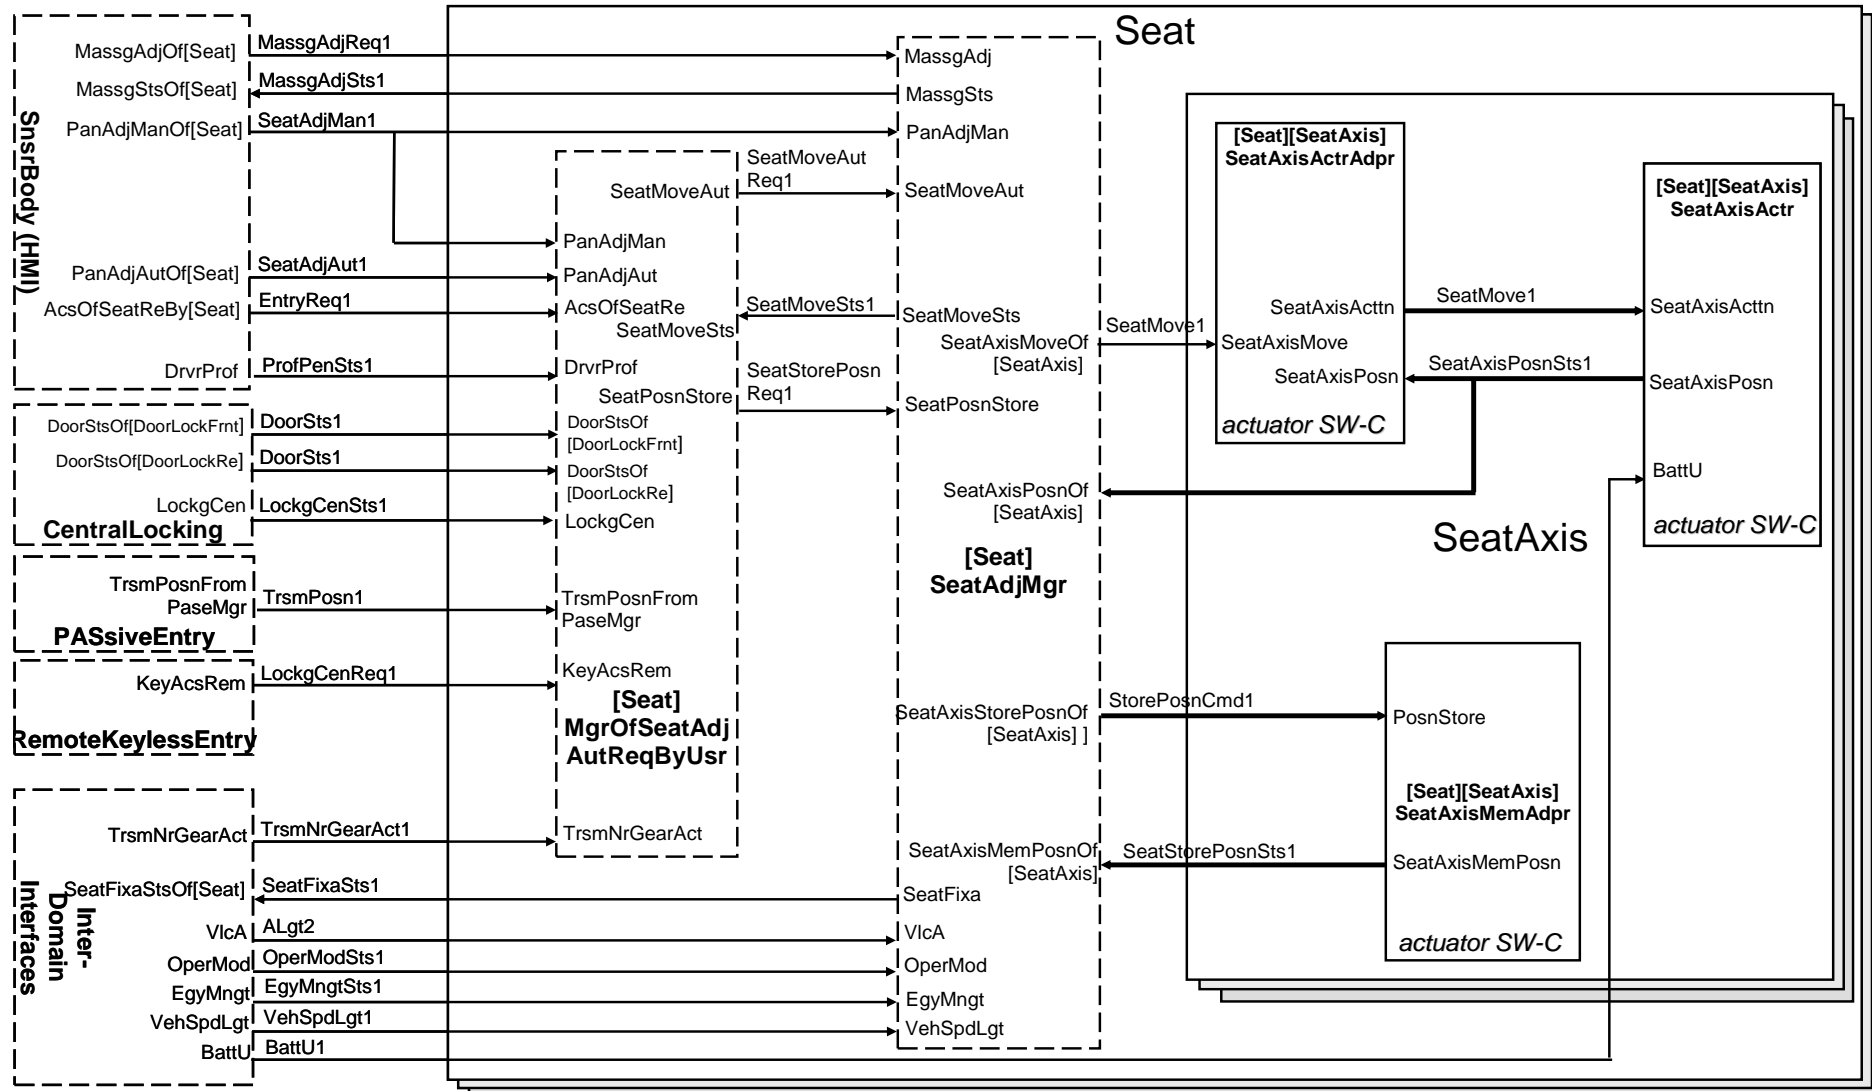 Seat
MassgAdjOf[Seat]
MassgAdjReq1
MassgAdj
MassgStsOf[Seat]
MassgAdjSts1
MassgSts
PanAdjManOf[Seat]
SeatAdjMan1
PanAdjMan
SnsrBody (HMI)
SeatMoveAut
SeatMoveAut
Req1
SeatMoveAut
PanAdjMan
PanAdjAutOf[Seat]
SeatAdjAut1
PanAdjAut
AcsOfSeatReBy[Seat]
EntryReq1
AcsOfSeatRe
SeatMoveSts
SeatMoveSts1
SeatMoveSts
DrvrProf
ProfPenSts1
DrvrProf
SeatPosnStore
SeatStorePosn
Req1
SeatPosnStore
DoorStsOf[DoorLockFrnt]
DoorSts1
DoorStsOf
[DoorLockFrnt]
DoorStsOf[DoorLockRe]
DoorSts1
DoorStsOf
[DoorLockRe]
LockgCen
LockgCenSts1
LockgCen
CentralLocking
TrsmPosnFrom
PaseMgr
TrsmPosn1
TrsmPosnFrom
PaseMgr
PASsiveEntry
KeyAcsRem
LockgCenReq1
KeyAcsRem
RemoteKeylessEntry
[Seat]
MgrOfSeatAdj
AutReqByUsr
TrsmNrGearAct
TrsmNrGearAct1
TrsmNrGearAct
Inter-
Domain
Interfaces
SeatFixaStsOf[Seat]
SeatFixaSts1
SeatFixa
VlcA
ALgt2
VlcA
OperMod
OperModSts1
OperMod
EgyMngt
EgyMngtSts1
EgyMngt
VehSpdLgt
VehSpdLgt1
VehSpdLgt
BattU
BattU1
SeatAxisMoveOf
[SeatAxis]
SeatMove1
SeatAxisPosnOf
[SeatAxis]
[Seat]
SeatAdjMgr
SeatAxisStorePosnOf
[SeatAxis] ]
StorePosnCmd1
SeatAxisMemPosnOf
[SeatAxis]
SeatStorePosnSts1
[Seat][SeatAxis]
SeatAxisActrAdpr
SeatAxisActtn
SeatAxisMove
SeatAxisPosn
actuator SW-C
SeatMove1
SeatAxisPosnSts1
[Seat][SeatAxis]
SeatAxisActr
SeatAxisActtn
SeatAxisPosn
BattU
actuator SW-C
SeatAxis
PosnStore
[Seat][SeatAxis]
SeatAxisMemAdpr
SeatAxisMemPosn
actuator SW-C